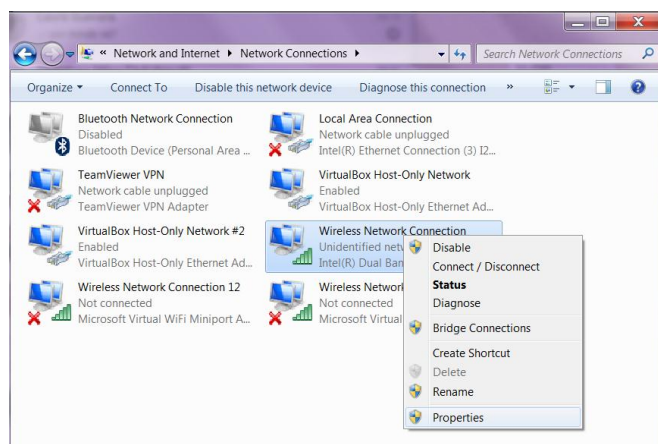 « Network and Internet ▸ Network Connections ▸
Search Network Connections
Organize ▾ Connect To Disable this network device Diagnose this connection »
Bluetooth Network Connection
Disabled
Bluetooth Device (Personal Area ...
Local Area Connection
Network cable unplugged
Intel(R) Ethernet Connection (3) I2...
TeamViewer VPN
Network cable unplugged
TeamViewer VPN Adapter
VirtualBox Host-Only Network
Enabled
VirtualBox Host-Only Ethernet Ad...
VirtualBox Host-Only Network #2
Enabled
VirtualBox Host-Only Ethernet Ad...
Wireless Network Connection
Unidentified netw
Intel(R) Dual Ban
Wireless Network Connection 12
Not connected
Microsoft Virtual WiFi Miniport A...
Wireless Network
Not connected
Microsoft Virtual
Disable
Connect / Disconnect
Status
Diagnose
Bridge Connections
Create Shortcut
Delete
Rename
Properties